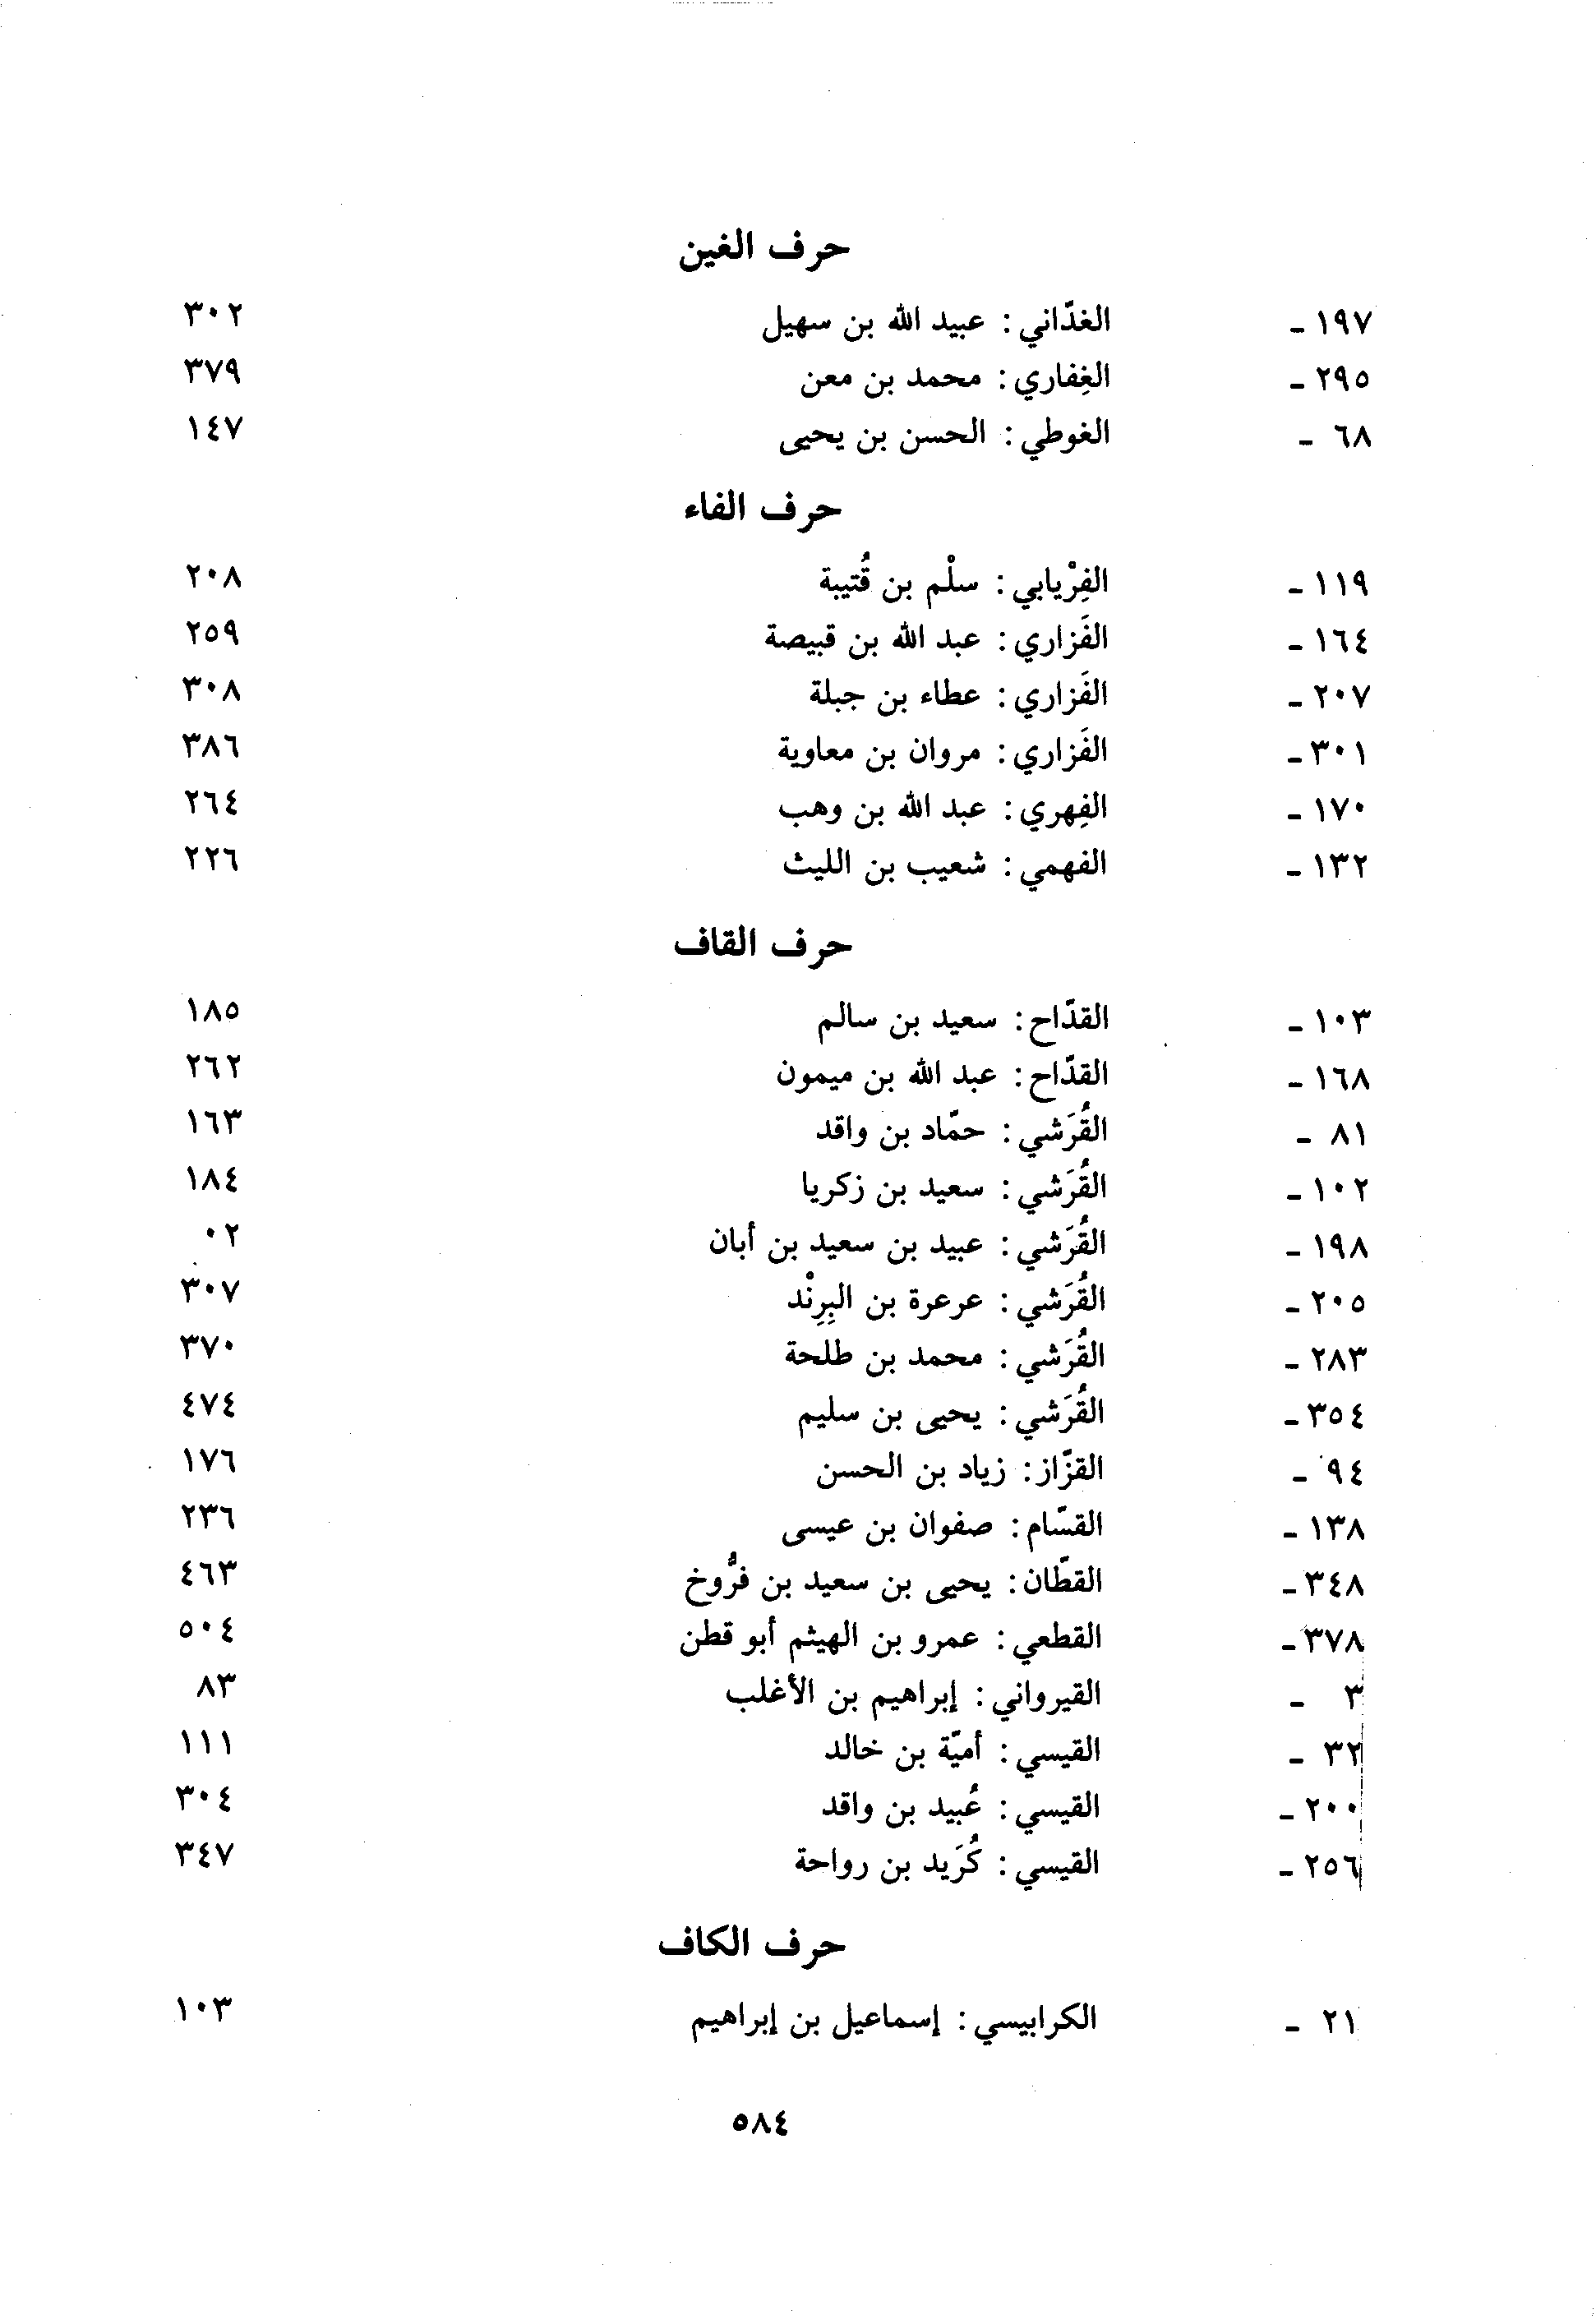 حرف الغين
١٩٧ - الغدّاني: عبيد الله بن سهيل ٣٠٢
٢٩٥ - الغِفاري: محمد بن معن ٣٧٩
٦٨ - الغوطي: الحسن بن يحيى ١٤٧
حرف الفاء
١١٩ - الفِرْيابي: سلْم بن قُتيبة ٢٠٨
١٦٤ - الفَزاري: عبد الله بن قبيصة ٢٥٩
٢٠٧ - الفَزاري: عطاء بن جبلة ٣٠٨
٣٠١ - الفَزاري: مروان بن معاوية ٣٨٦
١٧٠ - الفِهري: عبد الله بن وهب ٢٦٤
١٣٢ - الفهمي: شعيب بن الليث ٢٢٦
حرف القاف
١٠٣ - القدّاح: سعيد بن سالم ١٨٥
١٦٨ - القدّاح: عبد الله بن ميمون ٢٦٢
٨١ - القُرَشي: حمّاد بن واقد ١٦٣
١٠٢ - القُرَشي: سعيد بن زكريا ١٨٤
١٩٨ - القُرَشي: عبيد بن سعيد بن أبان ٠٢
٢٠٥ - القُرَشي: عرعرة بن البِرِنْد ٣٠٧
٢٨٣ - القُرَشي: محمد بن طلحة ٣٧٠
٣٥٤ - القُرَشي: يحيى بن سليم ٤٧٤
٩٤ - القزّاز: زياد بن الحسن ١٧٦
١٣٨ - القسّام: صفوان بن عيسى ٢٣٦
٣٤٨ - القطّان: يحيى بن سعيد بن فرُّوخ ٤٦٣
٣٧٨ - القطعي: عمرو بن الهيثم أبو قطن ٥٠٤
٣ - القيرواني: إبراهيم بن الأغلب ٨٣
٣٢ - القيسي: أميّة بن خالد ١١١
٢٠٠ - القيسي: عُبيد بن واقد ٣٠٤
٢٥٦ - القيسي: كُرَيد بن رواحة ٣٤٧
حرف الكاف
٢١ - الكرابيسي: إسماعيل بن إبراهيم ١٠٣
٥٨٤